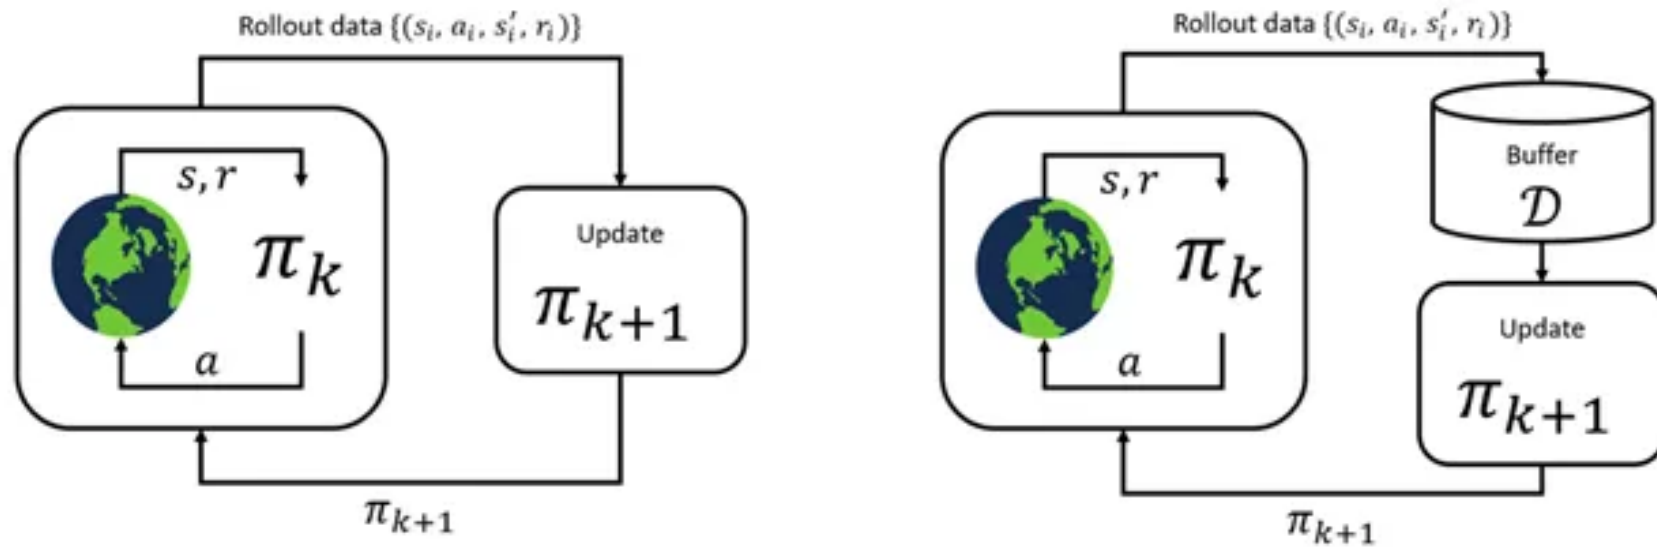 Rollout data {(sᵢ, aᵢ, s′ᵢ, rᵢ)}
s, r
πₖ
a
Update
πₖ₊₁
πₖ₊₁
Rollout data {(sᵢ, aᵢ, s′ᵢ, rᵢ)}
s, r
πₖ
a
Buffer
𝒟
Update
πₖ₊₁
πₖ₊₁